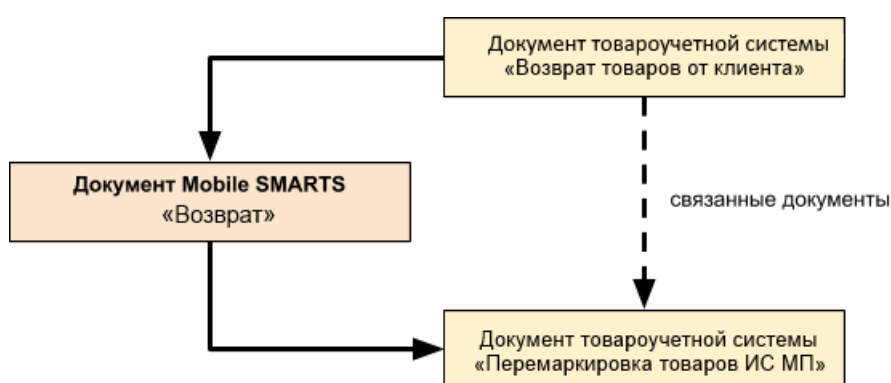 Документ товароучетной системы
«Возврат товаров от клиента»
Документ Mobile SMARTS
«Возврат»
связанные документы
Документ товароучетной системы
«Перемаркировка товаров ИС МП»